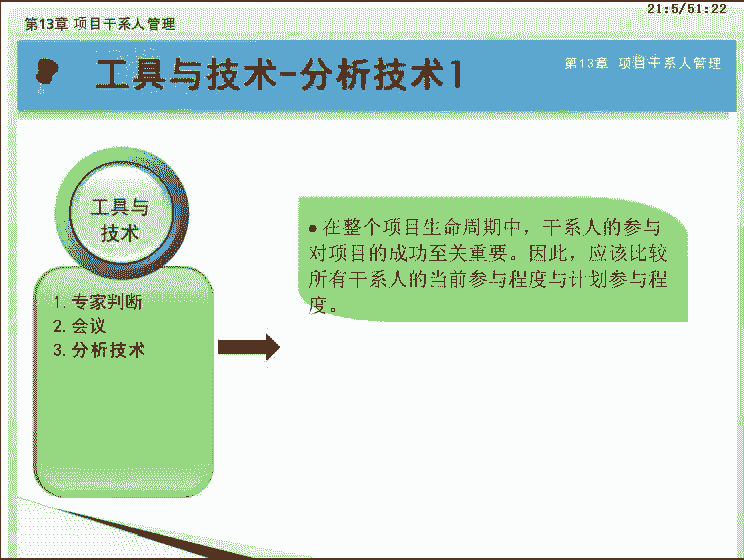 21:5/51:22
第13章 项目干系人管理
工具与技术-分析技术1
第13章 项目干系人管理
工具与
技术
1. 专家判断
2. 会议
3. 分析技术
● 在整个项目生命周期中，干系人的参与
对项目的成功至关重要。因此，应该比较
所有干系人的当前参与程度与计划参与程
度。